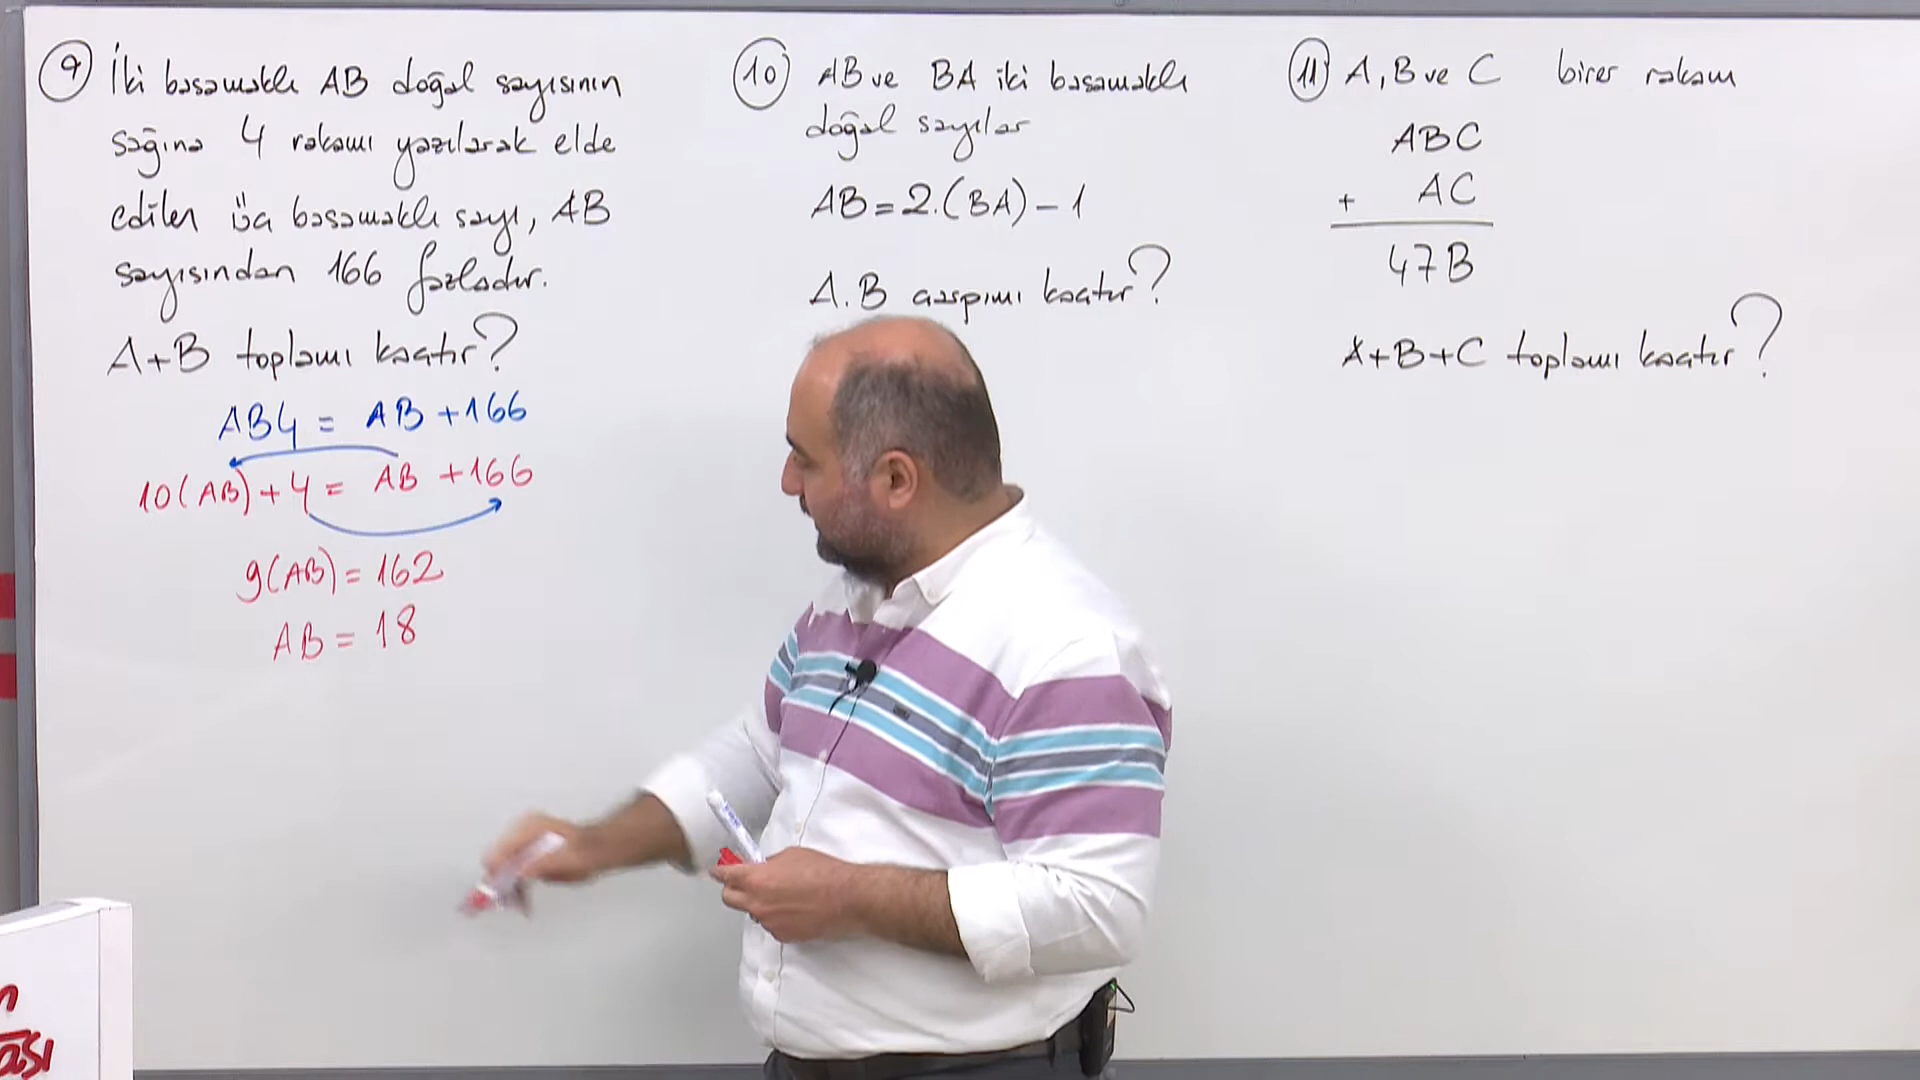 9 İki basamaklı AB doğal sayısının
sağına 4 rakamı yazılarak elde
edilen üç basamaklı sayı, AB
sayısından 166 fazladır.
A+B toplamı kaçtır?
AB4 = AB +166
10(AB)+4 = AB +166
9(AB) = 162
AB = 18
10 AB ve BA iki basamaklı
doğal sayılar
AB=2.(BA)-1
A.B çarpımı kaçtır?
11 A,B ve C birer rakam
ABC
+ AC
47B
A+B+C toplamı kaçtır?